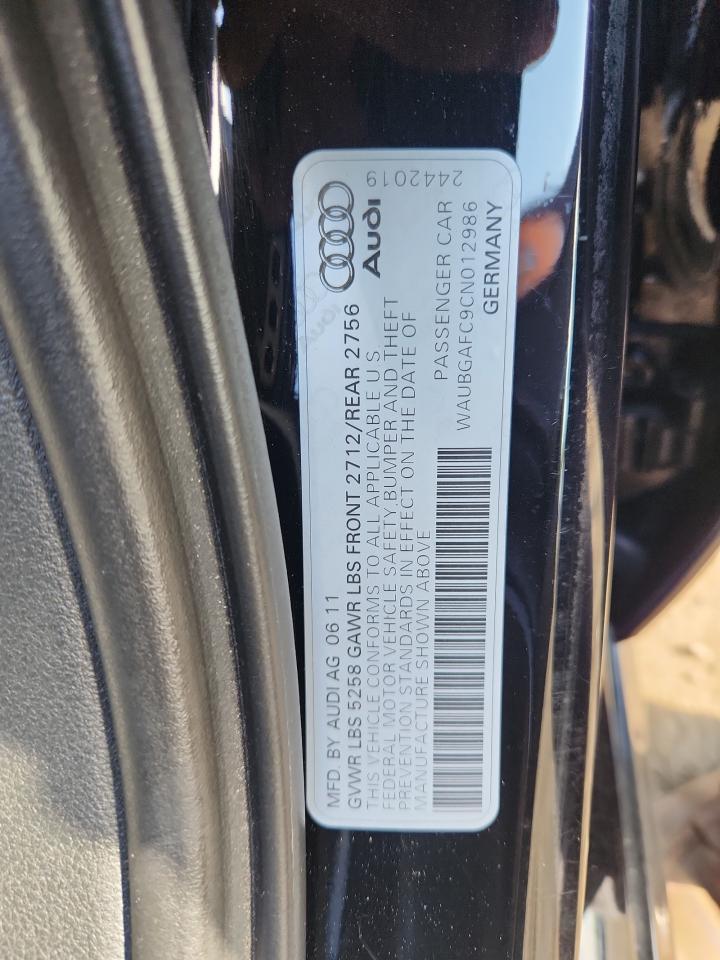 MFD. BY AUDI AG 06 11
GVWR LBS 5258 GAWR LBS FRONT 2712/REAR 2756
THIS VEHICLE CONFORMS TO ALL APPLICABLE U S
FEDERAL MOTOR VEHICLE SAFETY, BUMPER AND THEFT
PREVENTION STANDARDS IN EFFECT ON THE DATE OF
MANUFACTURE SHOWN ABOVE
Audi
2442019
PASSENGER CAR
WAUBGAFC9CN012986
GERMANY